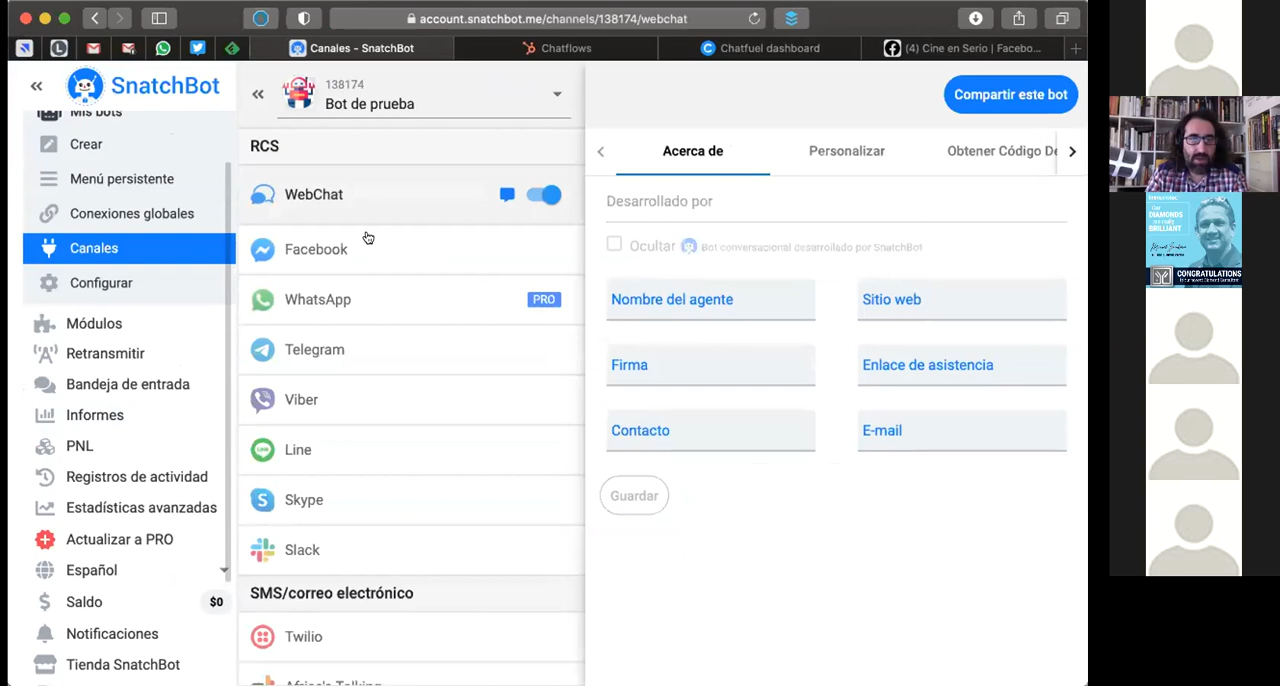 account.snatchbot.me/channels/138174/webchat
Canales - SnatchBot
Chatflows
Chatfuel dashboard
(4) Cine en Serio | Facebo...
SnatchBot
Mis bots
Crear
Menú persistente
Conexiones globales
Canales
Configurar
Módulos
Retransmitir
Bandeja de entrada
Informes
PNL
Registros de actividad
Estadísticas avanzadas
Actualizar a PRO
Español
Saldo $0
Notificaciones
Tienda SnatchBot
138174
Bot de prueba
RCS
WebChat
Facebook
WhatsApp PRO
Telegram
Viber
Line
Skype
Slack
SMS/correo electrónico
Twilio
Africa's Talking
Compartir este bot
Acerca de
Personalizar
Obtener Código De
Desarrollado por
Ocultar Bot conversacional desarrollado por SnatchBot
Nombre del agente
Sitio web
Firma
Enlace de asistencia
Contacto
E-mail
Guardar
DIAMONDS
BRILLIANT
CONGRATULATIONS